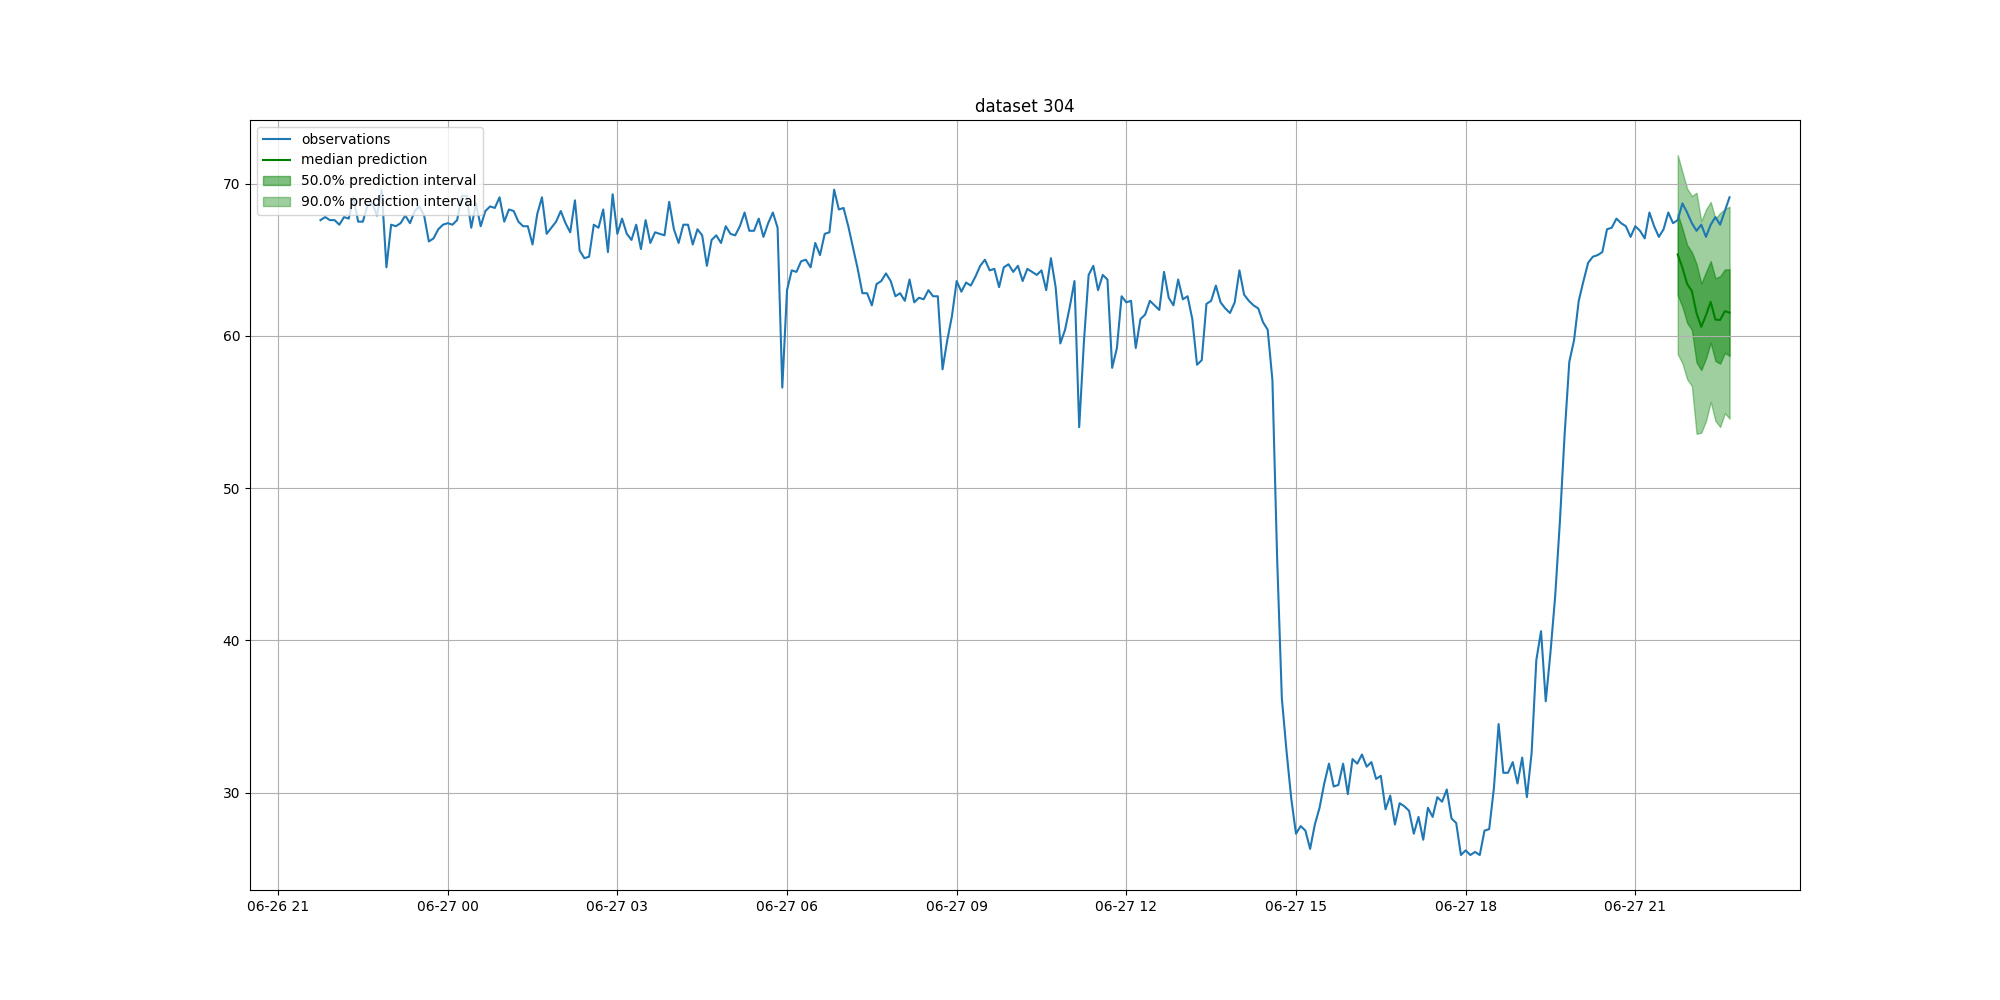 dataset 304
observations
median prediction
50.0% prediction interval
90.0% prediction interval
70
60
50
40
30
06-26 21
06-27 00
06-27 03
06-27 06
06-27 09
06-27 12
06-27 15
06-27 18
06-27 21